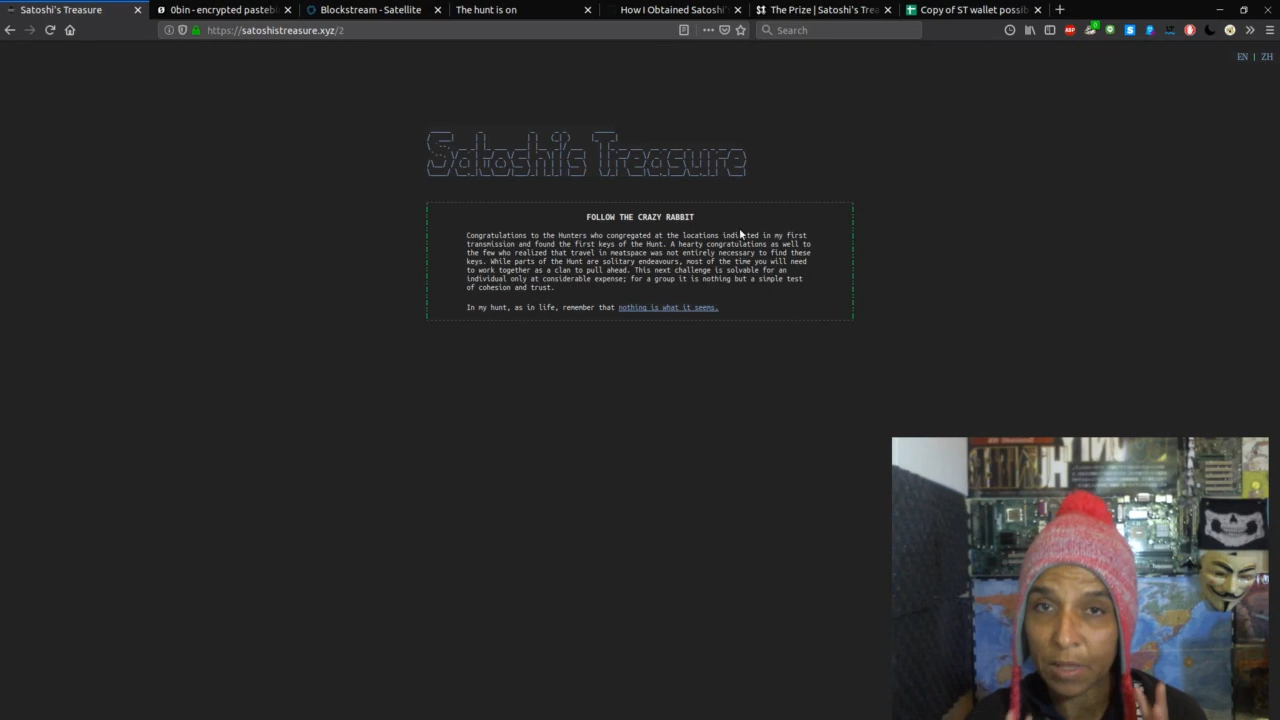 Satoshi's Treasure
0bin - encrypted pasteb
Blockstream - Satellite
The hunt is on
How I Obtained Satoshi'
The Prize | Satoshi's Trea
Copy of ST wallet possib
https://satoshistreasure.xyz/2
Search
ABP
0
EN | ZH
Satoshi's Treasure
FOLLOW THE CRAZY RABBIT
Congratulations to the Hunters who congregated at the locations indicated in my first
transmission and found the first keys of the Hunt. A hearty congratulations as well to
the few who realized that travel in meatspace was not entirely necessary to find these
keys. While parts of the Hunt are solitary endeavours, most of the time you will need
to work together as a clan to pull ahead. This next challenge is solvable for an
individual only at considerable expense; for a group it is nothing but a simple test
of cohesion and trust.
In my hunt, as in life, remember that nothing is what it seems.